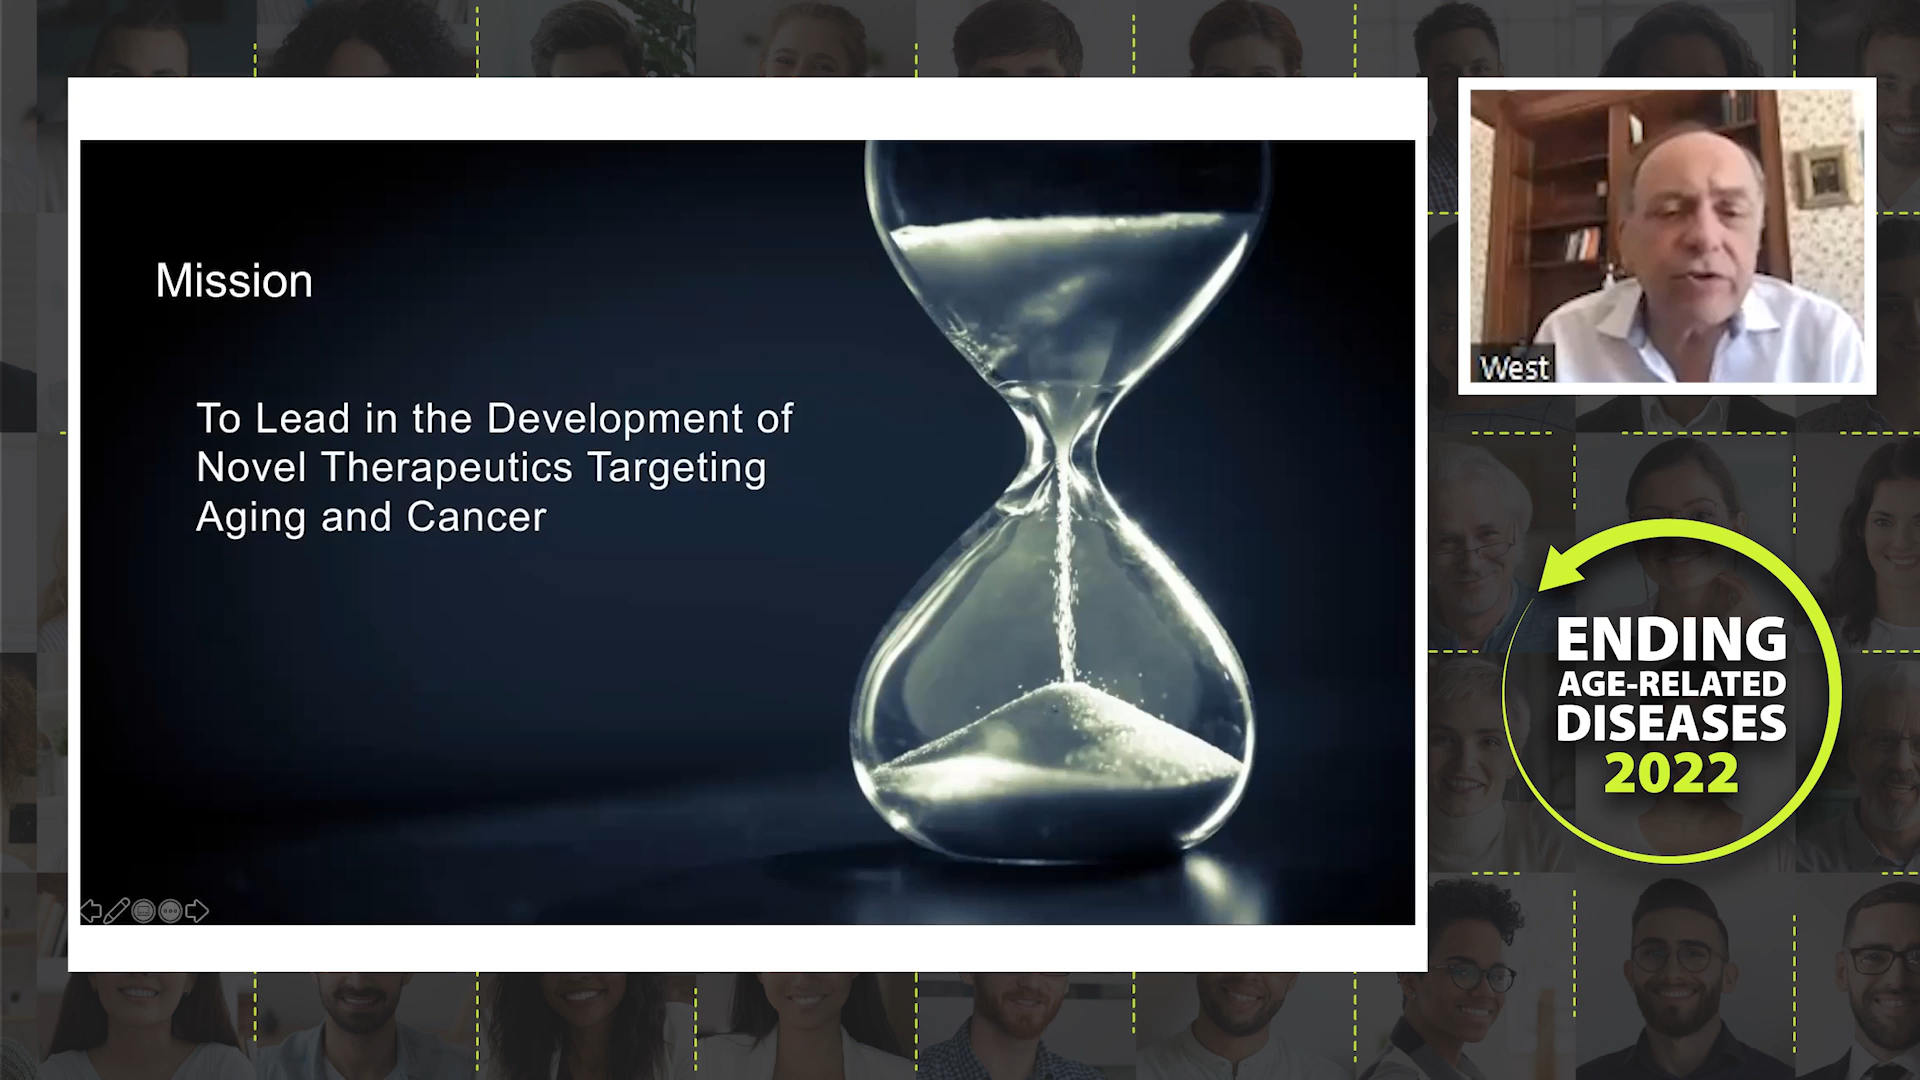 Mission
To Lead in the Development of
Novel Therapeutics Targeting
Aging and Cancer
West
ENDING
AGE-RELATED
DISEASES
2022